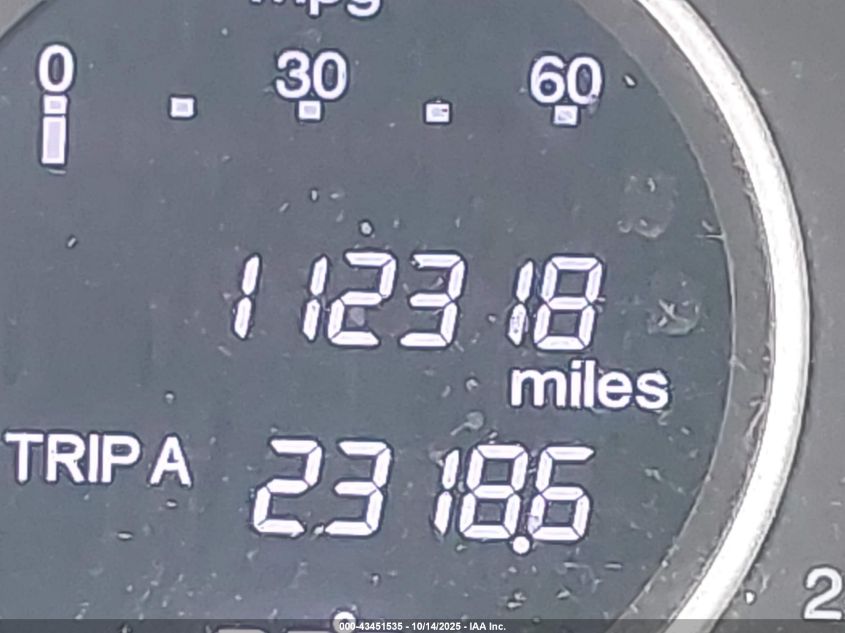 mpg
0 30 60
112318
miles
TRIP A 2318.6
2
000-43451535 - 10/14/2025 - IAA Inc.